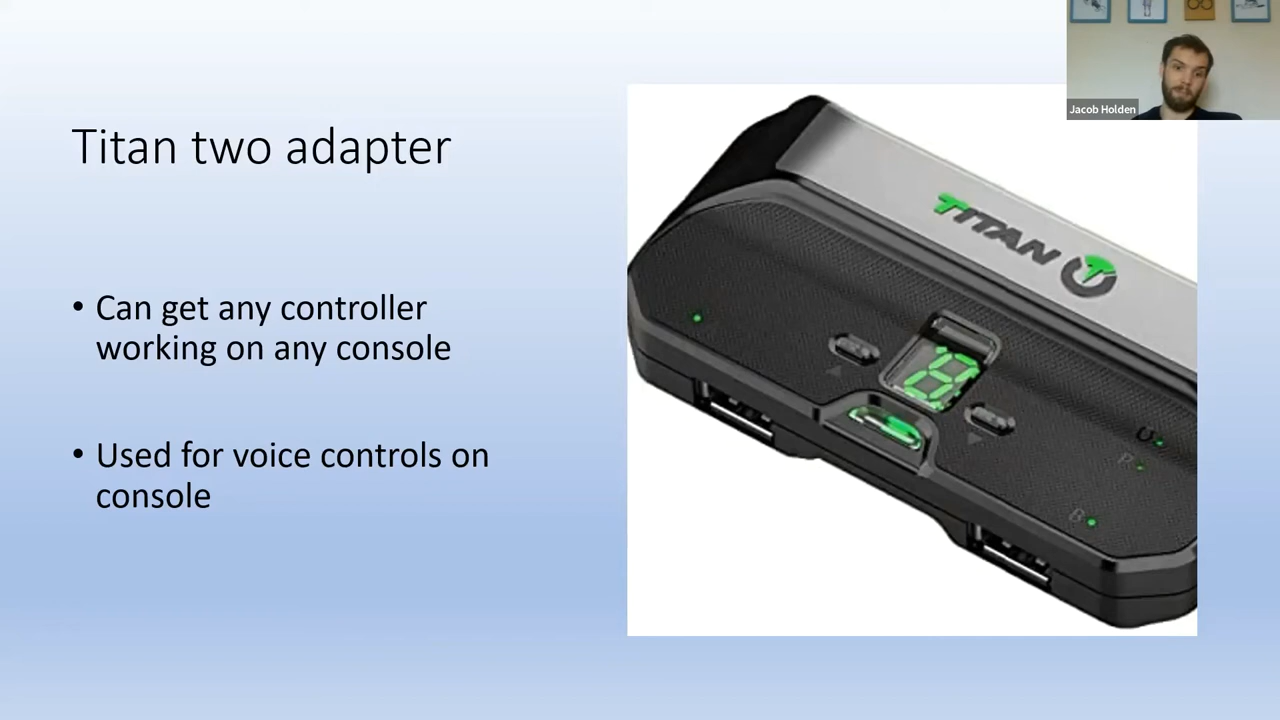 Jacob Holden
Titan two adapter
• Can get any controller
working on any console
• Used for voice controls on
console
TITAN
8
U
P
B